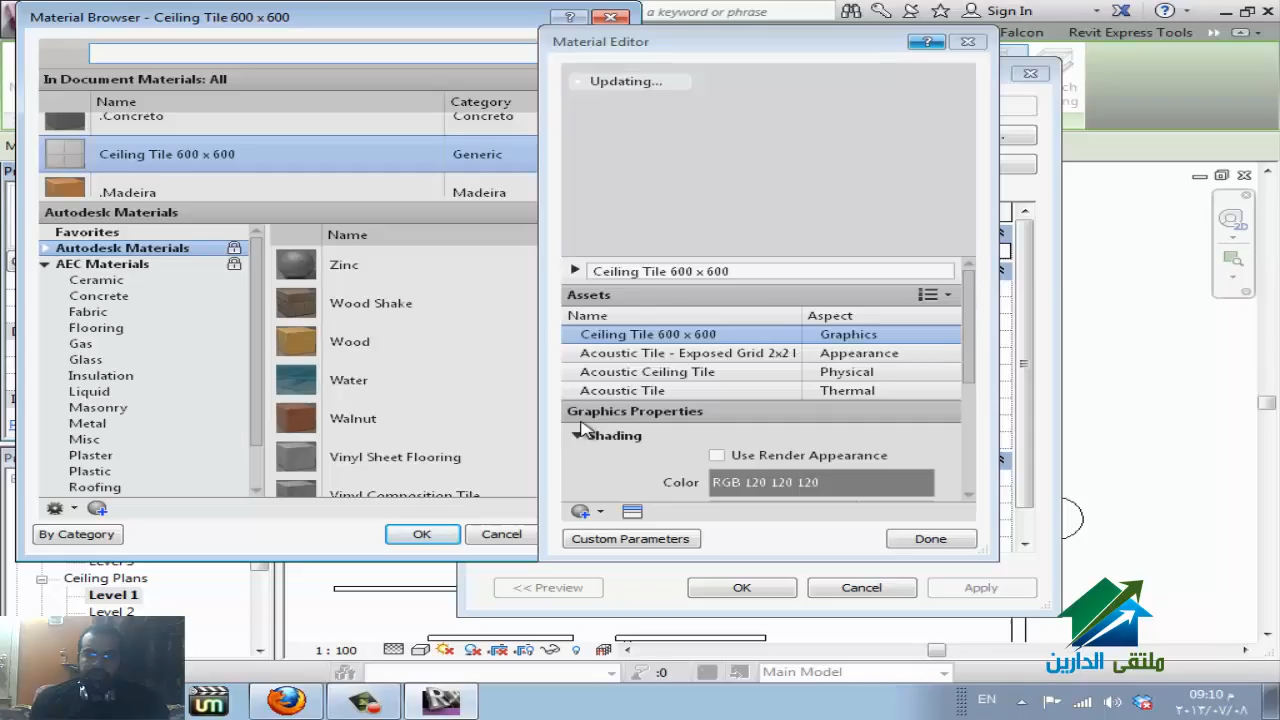 Material Browser - Ceiling Tile 600 x 600
a keyword or phrase
Sign In
Falcon
Revit Express Tools
In Document Materials: All
Name
Category
.Concreto
Concreto
Ceiling Tile 600 x 600
Generic
.Madeira
Madeira
Autodesk Materials
Favorites
Autodesk Materials
AEC Materials
Ceramic
Concrete
Fabric
Flooring
Gas
Glass
Insulation
Liquid
Masonry
Metal
Misc
Plaster
Plastic
Roofing
Name
Zinc
Wood Shake
Wood
Water
Walnut
Vinyl Sheet Flooring
Vinyl Composition Tile
By Category
OK
Cancel
Material Editor
Updating...
Ceiling Tile 600 x 600
Assets
Name
Aspect
Ceiling Tile 600 x 600
Graphics
Acoustic Tile - Exposed Grid 2x2
Appearance
Acoustic Ceiling Tile
Physical
Acoustic Tile
Thermal
Graphics Properties
Shading
Use Render Appearance
Color
RGB 120 120 120
Custom Parameters
Done
<< Preview
OK
Cancel
Apply
Ceiling Plans
Level 1
Level 2
1 : 100
:0
Main Model
ملتقى الدارين
EN
09:10 م
٢٠١٣/٠٧/٠٨